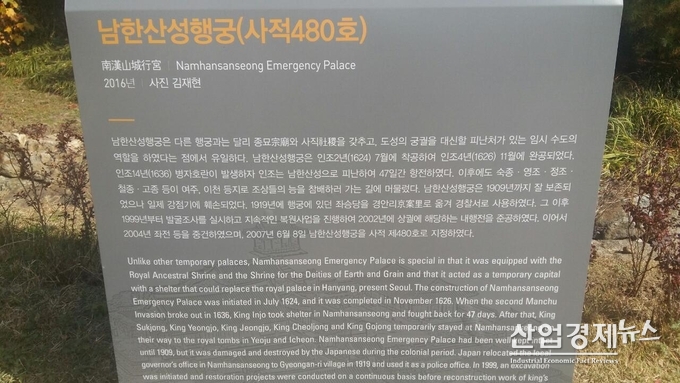 남한산성행궁(사적480호)
南漢山城行宮 | Namhansanseong Emergency Palace
2016년 | 사진 김재현
남한산성행궁은 다른 행궁과는 달리 종묘宗廟와 사직社稷을 갖추고, 도성의 궁궐을 대신할 피난처가 있는 임시 수도의
역할을 하였다는 점에서 유일하다. 남한산성행궁은 인조2년(1624) 7월에 착공하여 인조4년(1626) 11월에 완공되었다.
인조14년(1636) 병자호란이 발생하자 인조는 남한산성으로 피난하여 47일간 항전하였다. 이후에도 숙종·영조·정조·
철종·고종 등이 여주, 이천 등지로 조상들의 능을 참배하러 가는 길에 머물렀다. 남한산성행궁은 1909년까지 잘 보존되
었으나 일제 강점기에 훼손되었다. 1919년에 행궁에 있던 좌승당을 경안리京案里로 옮겨 경찰서로 사용하였다. 그 이후
1999년부터 발굴조사를 실시하고 지속적인 복원사업을 진행하여 2002년에 상궐에 해당하는 내행전을 준공하였다. 이어서
2004년 좌전 등을 중건하였으며, 2007년 6월 8일 남한산성행궁을 사적 제480호로 지정하였다.
Unlike other temporary palaces, Namhansanseong Emergency Palace is special in that it was equipped with the
Royal Ancestral Shrine and the Shrine for the Deities of Earth and Grain and that it acted as a temporary capital
with a shelter that could replace the royal palace in Hanyang, present Seoul. The construction of Namhansanseong
Emergency Palace was initiated in July 1624, and it was completed in November 1626. When the second Manchu
Invasion broke out in 1636, King Injo took shelter in Namhansanseong and fought back for 47 days. After that, King
Sukjong, King Yeongjo, King Jeongjo, King Cheoljong and King Gojong temporarily stayed at Namhansanseong
their way to the royal tombs in Yeoju and Icheon. Namhansanseong Emergency Palace had been well kept intact
until 1909, but it was damaged and destroyed by the Japanese during the colonial period. Japan relocated the local
governor's office in Namhansanseong to Gyeongan-ri village in 1919 and used it as a police office. In 1999, an excavation
was initiated and restoration projects were conducted on a continuous basis before reconstruction work of king's
산업경제뉴스
Industrial Economic Fact Reviews